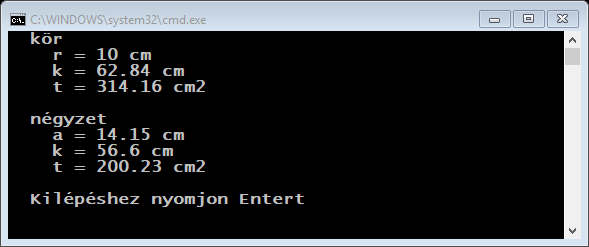 C:\WINDOWS\system32\cmd.exe
kör
r = 10 cm
k = 62.84 cm
t = 314.16 cm2
négyzet
a = 14.15 cm
k = 56.6 cm
t = 200.23 cm2
Kilépéshez nyomjon Entert